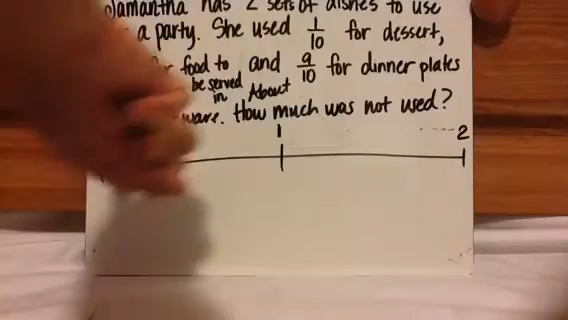 Samantha has 2 sets of dishes to use
a party. She used 1/10 for dessert,
food to and 9/10 for dinner plates
be served in About
ware. How much was not used?
1 2